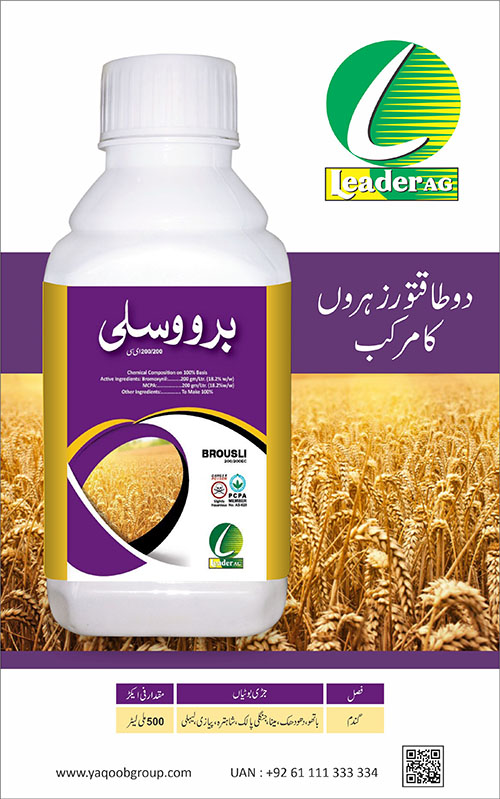 Leader AG
دو طاقتور زہروں
کا مرکب
بروسلی
200/200 ای سی
Chemical Composition on 100% Basis
Active Ingredients: Bromoxynil:..........200 gm/Ltr. (18.2% w/w)
MCPA:..............200 gm/Ltr. (18.2%w/w)
Other Ingredients:.............. To Make 100%
BROUSLI
200/200EC
PCPA
MEMBER
Leader AG
فصل جڑی بوٹیاں مقدار فی ایکڑ
گندم باتھو، دودھک، مینا، جنگلی پالک، شاہترہ، پیازی، لیہلی 500 ملی لیٹر
www.yaqoobgroup.com UAN : +92 61 111 333 334